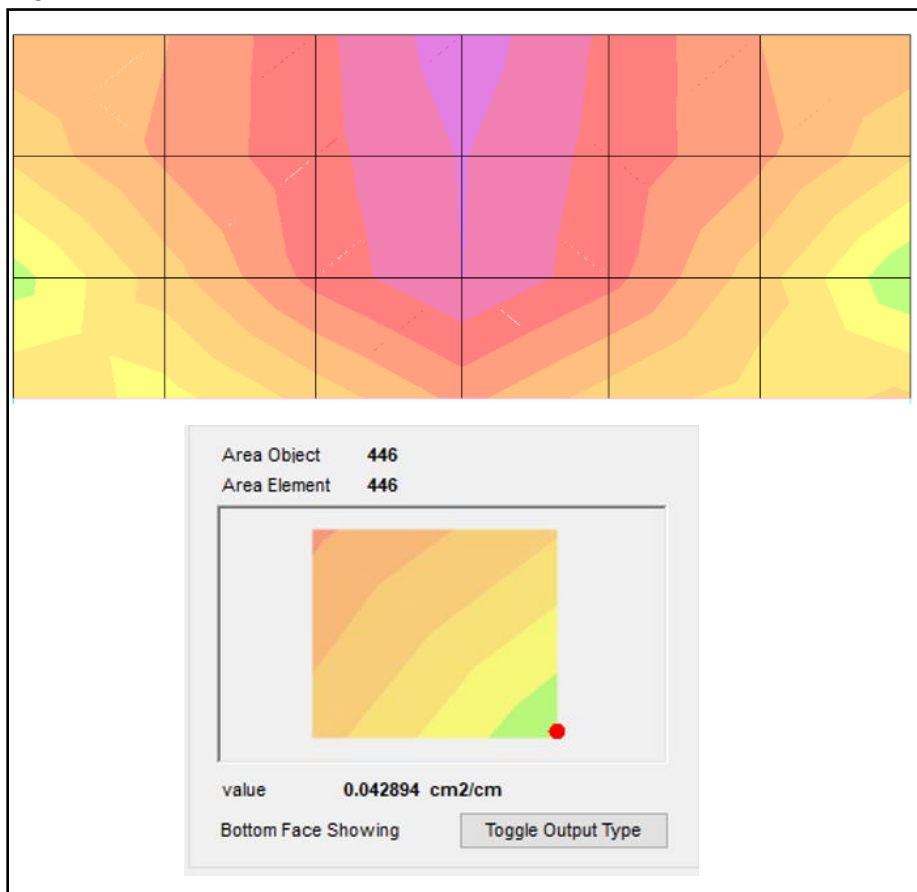 Area Object 446
Area Element 446
value 0.042894 cm2/cm
Bottom Face Showing Toggle Output Type